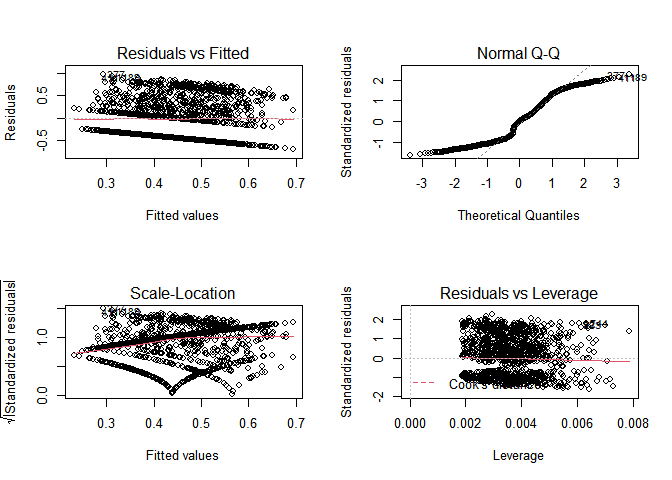 Residuals vs Fitted
Residuals
-0.5
0.5
0.3
0.4
0.5
0.6
0.7
Fitted values
Normal Q-Q
Standardized residuals
-1
0
1
2
-3
-2
-1
0
1
2
3
Theoretical Quantiles
Scale-Location
√|Standardized residuals|
0.0
1.0
0.3
0.4
0.5
0.6
0.7
Fitted values
Residuals vs Leverage
Standardized residuals
-2
0
1
2
Cook's distance
0.000
0.002
0.004
0.006
0.008
Leverage